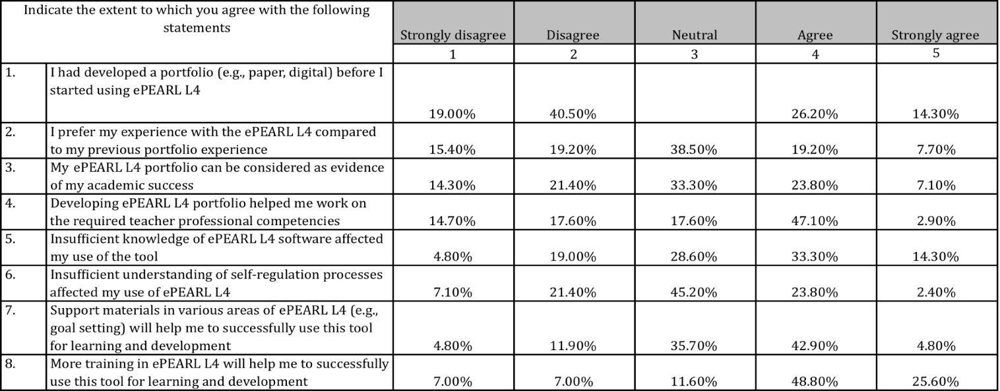 Indicate the extent to which you agree with the following
statements
Strongly disagree Disagree Neutral Agree Strongly agree
1 2 3 4 5
1. I had developed a portfolio (e.g., paper, digital) before I
started using ePEARL L4
19.00% 40.50% 26.20% 14.30%
2. I prefer my experience with the ePEARL L4 compared
to my previous portfolio experience 15.40% 19.20% 38.50% 19.20% 7.70%
3. My ePEARL L4 portfolio can be considered as evidence
of my academic success 14.30% 21.40% 33.30% 23.80% 7.10%
4. Developing ePEARL L4 portfolio helped me work on
the required teacher professional competencies 14.70% 17.60% 17.60% 47.10% 2.90%
5. Insufficient knowledge of ePEARL L4 software affected
my use of the tool 4.80% 19.00% 28.60% 33.30% 14.30%
6. Insufficient understanding of self-regulation processes
affected my use of ePEARL L4 7.10% 21.40% 45.20% 23.80% 2.40%
7. Support materials in various areas of ePEARL L4 (e.g.,
goal setting) will help me to successfully use this tool
for learning and development 4.80% 11.90% 35.70% 42.90% 4.80%
8. More training in ePEARL L4 will help me to successfully
use this tool for learning and development 7.00% 7.00% 11.60% 48.80% 25.60%